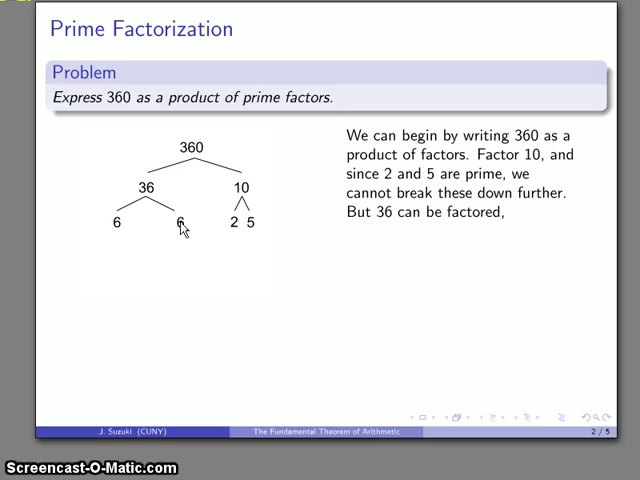 Prime Factorization
Problem
Express 360 as a product of prime factors.
360
36 10
6 6 2 5
We can begin by writing 360 as a
product of factors. Factor 10, and
since 2 and 5 are prime, we
cannot break these down further.
But 36 can be factored,
J. Suzuki (CUNY) The Fundamental Theorem of Arithmetic 2 / 5
Screencast-O-Matic.com